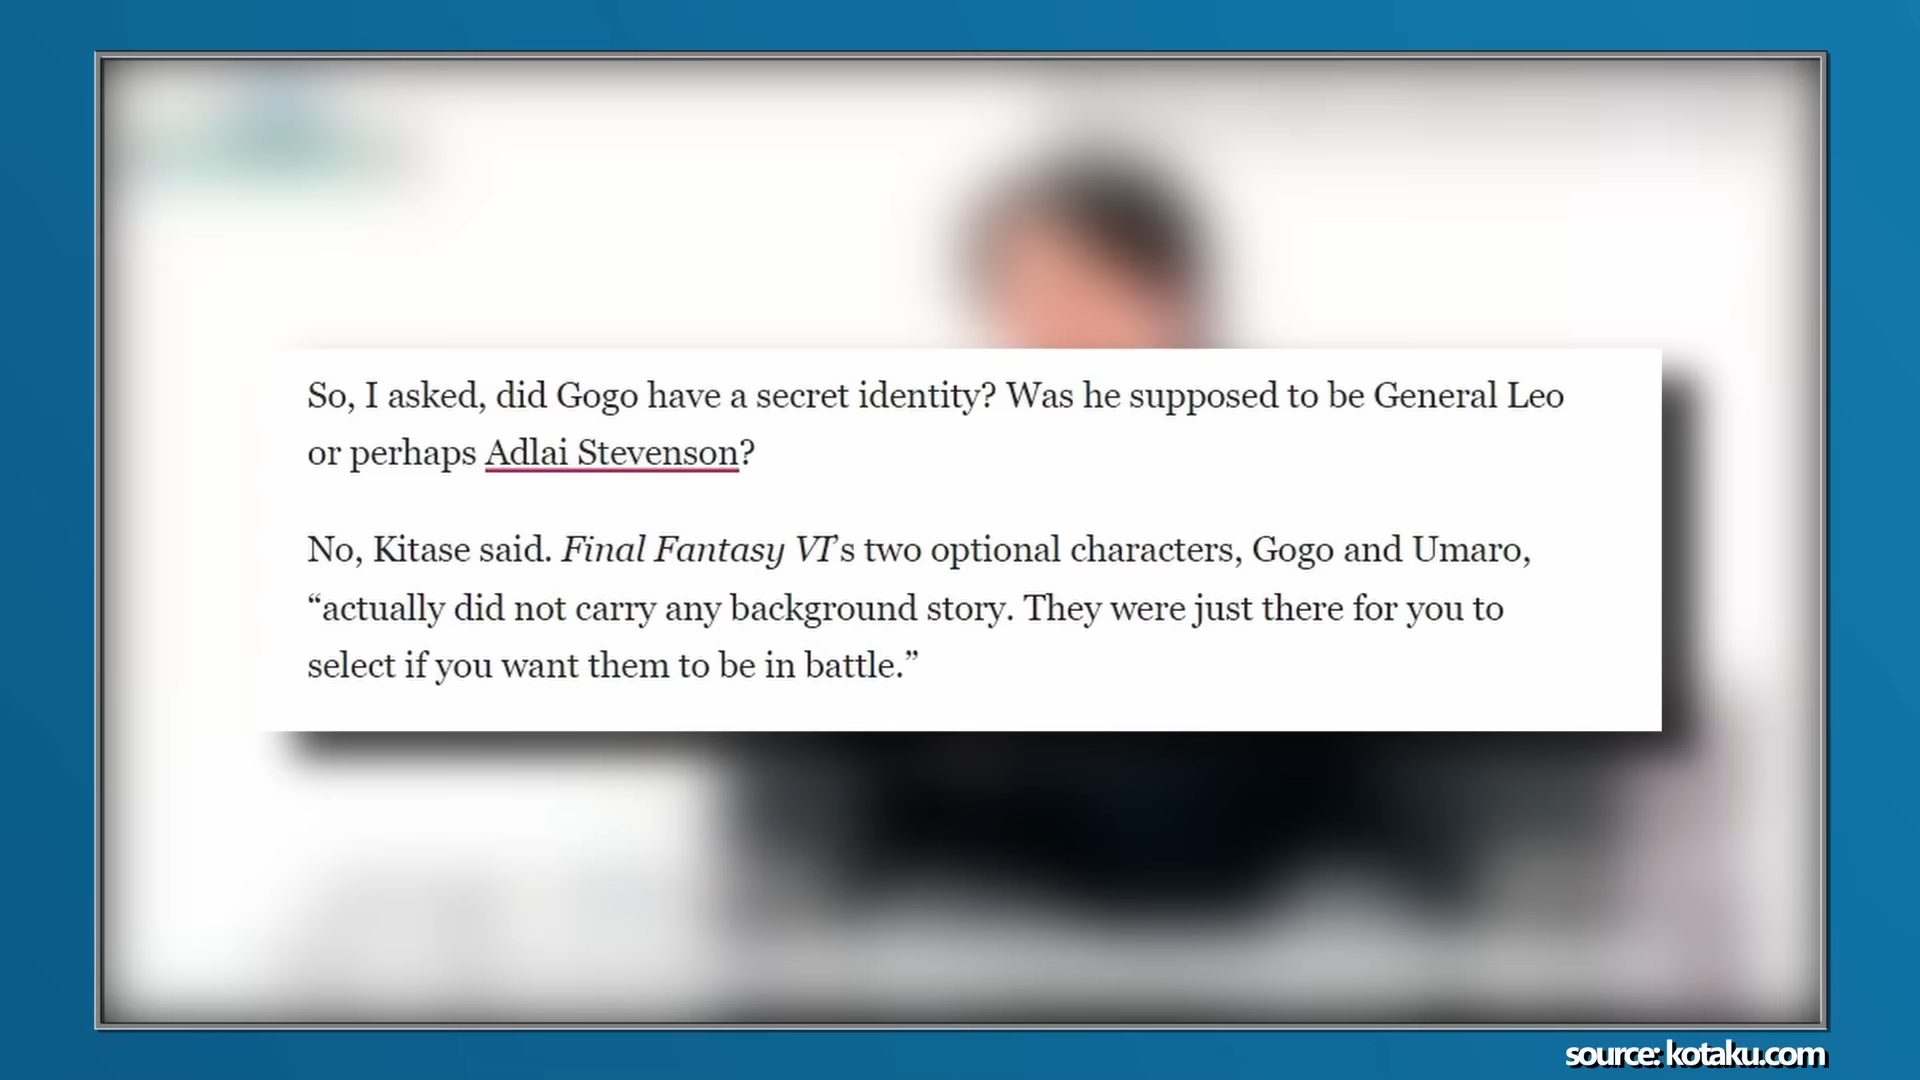 So, I asked, did Gogo have a secret identity? Was he supposed to be General Leo
or perhaps Adlai Stevenson?
No, Kitase said. Final Fantasy VI's two optional characters, Gogo and Umaro,
“actually did not carry any background story. They were just there for you to
select if you want them to be in battle.”
source: kotaku.com